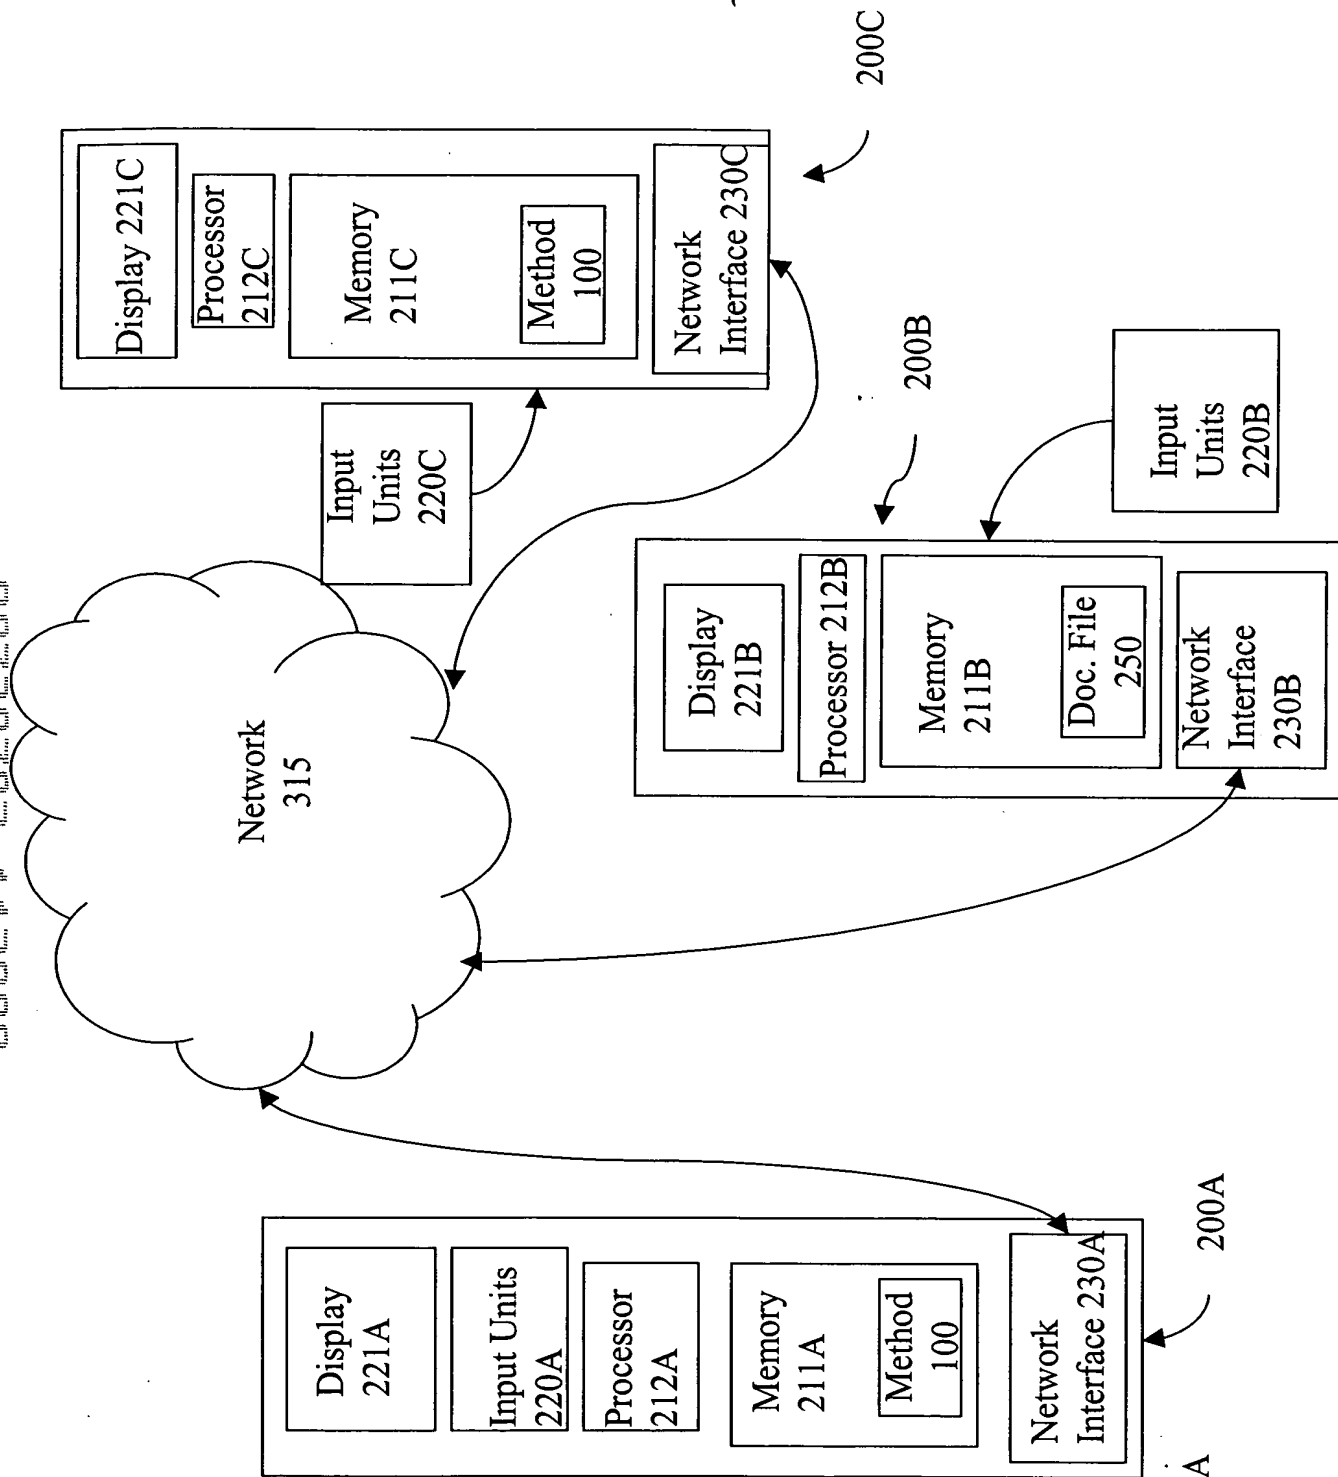 Display
221A
Input Units
220A
Processor
212A
Memory
211A
Method
100
Network
Interface 230A
200A
A
Network
315
Display
221B
Processor 212B
Memory
211B
Doc. File
250
Network
Interface
230B
200B
Input
Units
220B
Input
Units
220C
Display 221C
Processor
212C
Memory
211C
Method
100
Network
Interface 230C
200C